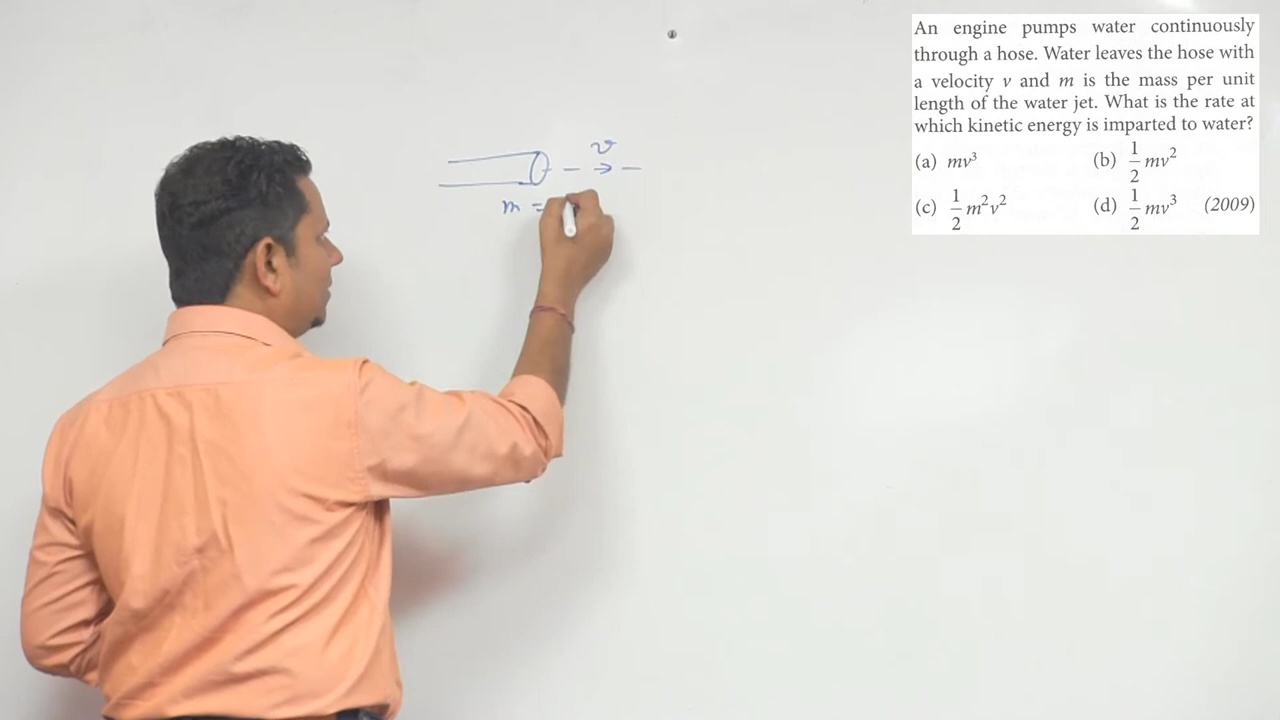 An engine pumps water continuously
through a hose. Water leaves the hose with
a velocity v and m is the mass per unit
length of the water jet. What is the rate at
which kinetic energy is imparted to water?
(a) mv³ (b) 1/2 mv²
(c) 1/2 m²v² (d) 1/2 mv³ (2009)
v
m =